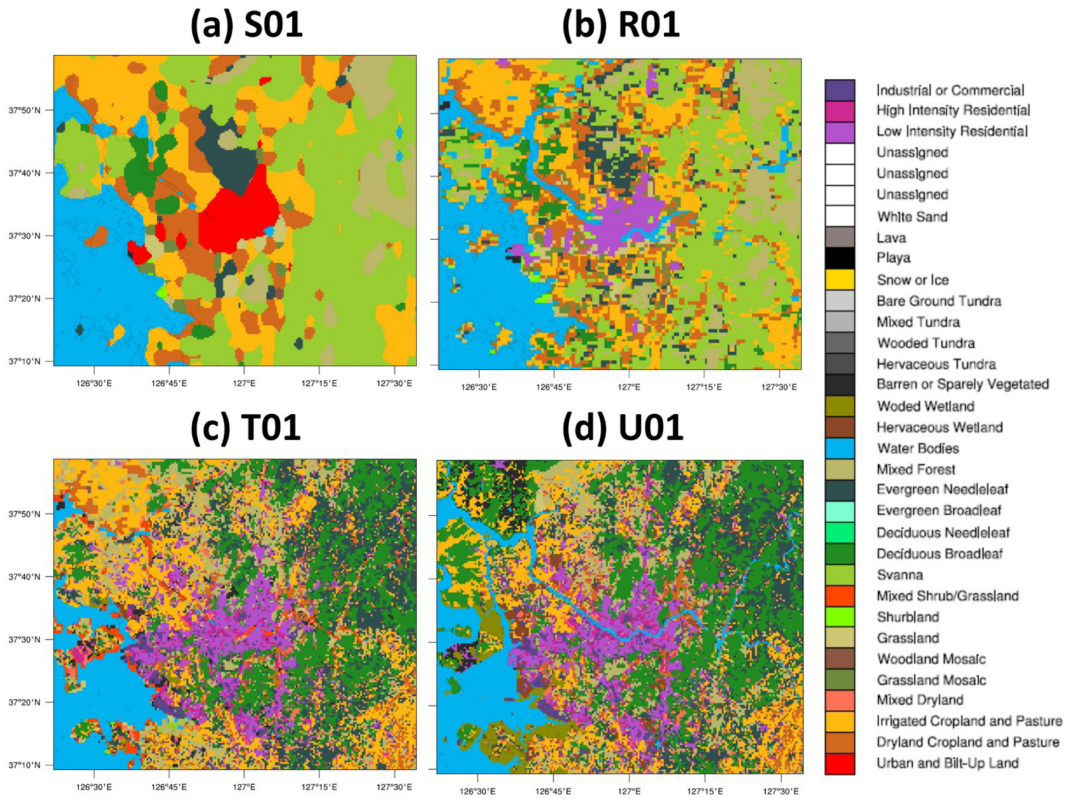 (a) S01
(b) R01
37°50'N
37°40'N
37°30'N
37°20'N
37°10'N
126°30'E
126°45'E
127°E
127°15'E
127°30'E
126°30'E
126°45'E
127°E
127°15'E
127°30'E
(c) T01
(d) U01
37°50'N
37°40'N
37°30'N
37°20'N
37°10'N
126°30'E
126°45'E
127°E
127°15'E
127°30'E
126°30'E
126°45'E
127°E
127°15'E
127°30'E
Industrial or Commercial
High Intensity Residential
Low Intensity Residential
Unassigned
Unassigned
Unassigned
White Sand
Lava
Playa
Snow or Ice
Bare Ground Tundra
Mixed Tundra
Wooded Tundra
Hervaceous Tundra
Barren or Sparely Vegetated
Woded Wetland
Hervaceous Wetland
Water Bodies
Mixed Forest
Evergreen Needleleaf
Evergreen Broadleaf
Deciduous Needleleaf
Deciduous Broadleaf
Svanna
Mixed Shrub/Grassland
Shurbland
Grassland
Woodland Mosaic
Grassland Mosaic
Mixed Dryland
Irrigated Cropland and Pasture
Dryland Cropland and Pasture
Urban and Bilt-Up Land